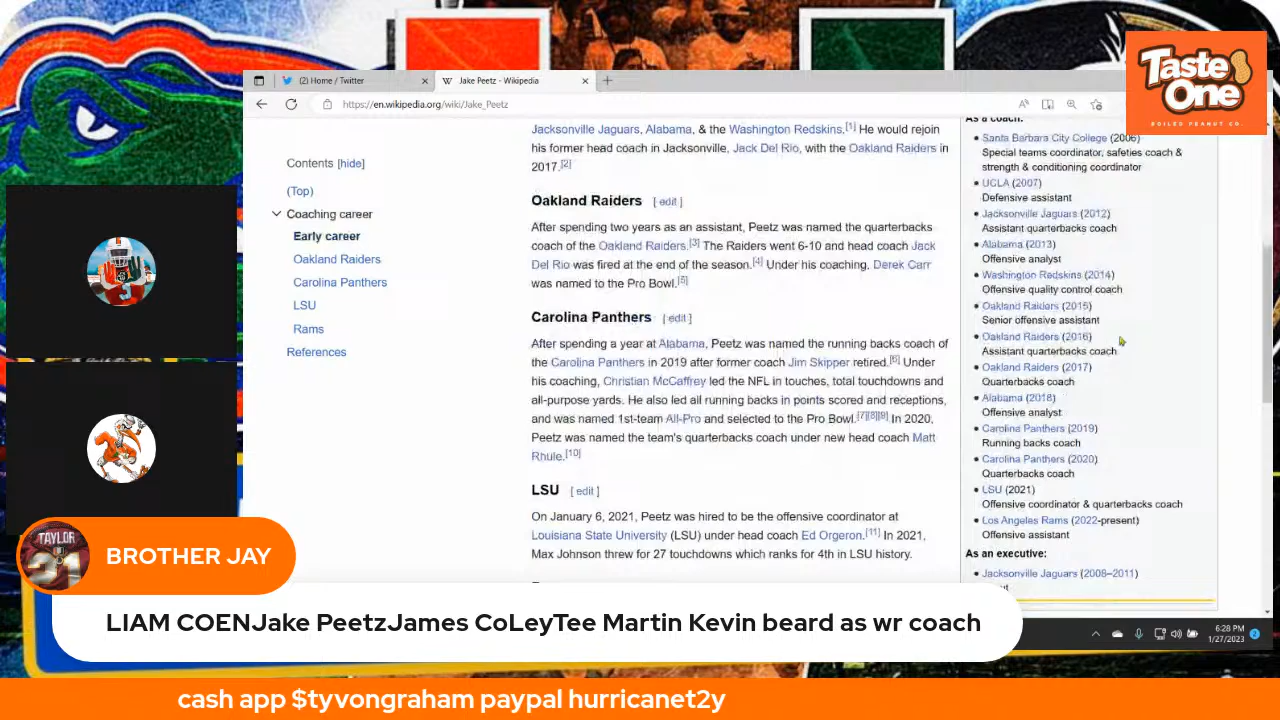 Taste
One
BOILED PEANUT CO.
(2) Home / Twitter
Jake Peetz - Wikipedia
https://en.wikipedia.org/wiki/Jake_Peetz
Contents [hide]
(Top)
Coaching career
Early career
Oakland Raiders
Carolina Panthers
LSU
Rams
References
Jacksonville Jaguars, Alabama, & the Washington Redskins.[1] He would rejoin
his former head coach in Jacksonville, Jack Del Rio, with the Oakland Raiders in
2017.[2]
Oakland Raiders [ edit ]
After spending two years as an assistant, Peetz was named the quarterbacks
coach of the Oakland Raiders.[3] The Raiders went 6-10 and head coach Jack
Del Rio was fired at the end of the season.[4] Under his coaching, Derek Carr
was named to the Pro Bowl.[5]
Carolina Panthers [ edit ]
After spending a year at Alabama, Peetz was named the running backs coach of
the Carolina Panthers in 2019 after former coach Jim Skipper retired.[6] Under
his coaching, Christian McCaffrey led the NFL in touches, total touchdowns and
all-purpose yards. He also led all running backs in points scored and receptions,
and was named 1st-team All-Pro and selected to the Pro Bowl.[7][8][9] In 2020,
Peetz was named the team's quarterbacks coach under new head coach Matt
Rhule.[10]
LSU [ edit ]
On January 6, 2021, Peetz was hired to be the offensive coordinator at
Louisiana State University (LSU) under head coach Ed Orgeron.[11] In 2021,
Max Johnson threw for 27 touchdowns which ranks for 4th in LSU history.
As a coach:
Santa Barbara City College (2006)
Special teams coordinator, safeties coach &
strength & conditioning coordinator
UCLA (2007)
Defensive assistant
Jacksonville Jaguars (2012)
Assistant quarterbacks coach
Alabama (2013)
Offensive analyst
Washington Redskins (2014)
Offensive quality control coach
Oakland Raiders (2015)
Senior offensive assistant
Oakland Raiders (2016)
Assistant quarterbacks coach
Oakland Raiders (2017)
Quarterbacks coach
Alabama (2018)
Offensive analyst
Carolina Panthers (2019)
Running backs coach
Carolina Panthers (2020)
Quarterbacks coach
LSU (2021)
Offensive coordinator & quarterbacks coach
Los Angeles Rams (2022-present)
Offensive assistant
As an executive:
Jacksonville Jaguars (2008–2011)
6:28 PM
1/27/2023
TAYLOR
21
BROTHER JAY
LIAM COENJake PeetzJames CoLeyTee Martin Kevin beard as wr coach
cash app $tyvongraham paypal hurricanet2y